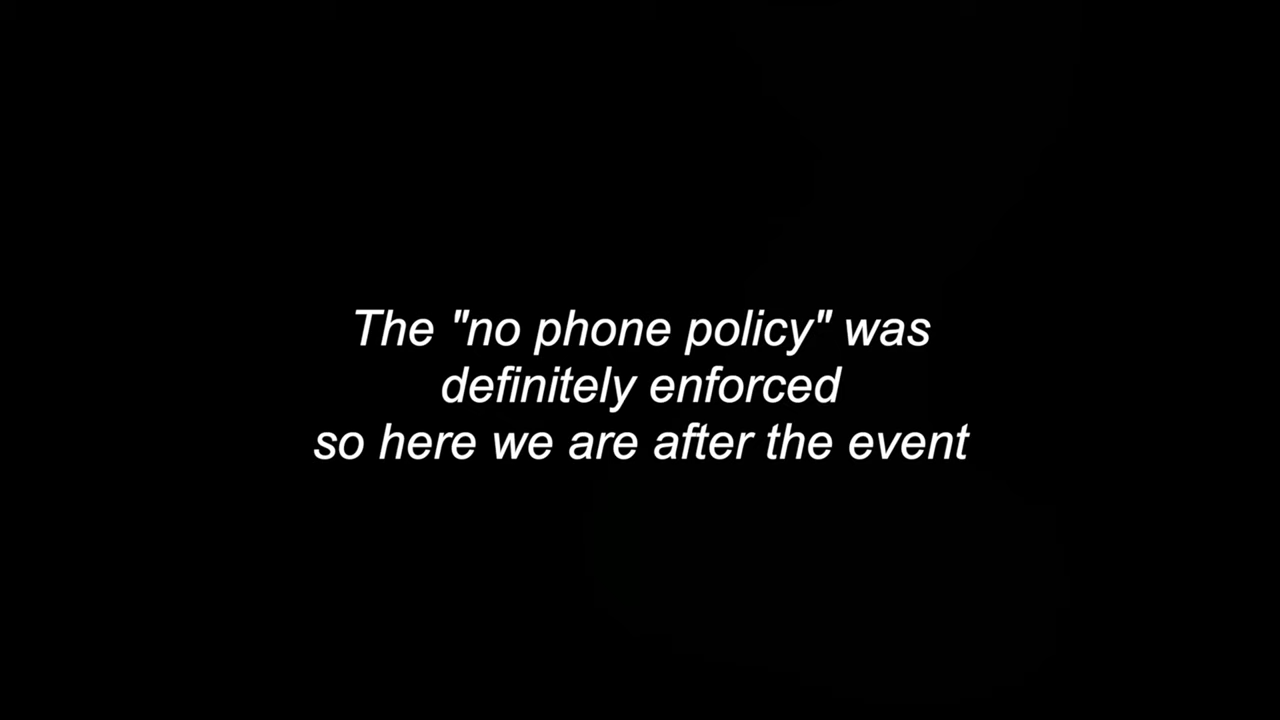 The "no phone policy" was
definitely enforced
so here we are after the event